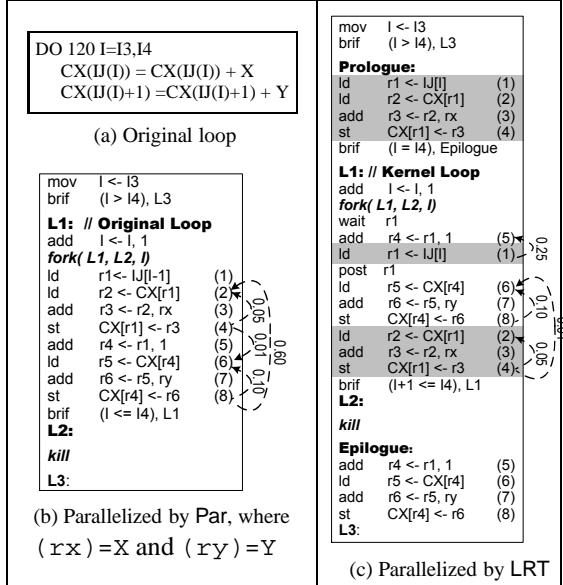 DO 120 I=I3,I4
CX(IJ(I)) = CX(IJ(I)) + X
CX(IJ(I)+1) =CX(IJ(I)+1) + Y
(a) Original loop
mov I <- I3
brif (I > I4), L3
L1: // Original Loop
add I <- I, 1
fork( L1, L2, I)
ld r1<- IJ[I-1] (1)
ld r2 <- CX[r1] (2)
add r3 <- r2, rx (3)
st CX[r1] <- r3 (4)
add r4 <- r1, 1 (5)
ld r5 <- CX[r4] (6)
add r6 <- r5, ry (7)
st CX[r4] <- r6 (8)
brif (I <= I4), L1
L2:
kill
L3:
0.05
0.01
0.10
0.60
(b) Parallelized by Par, where
(rx)=X and (ry)=Y
mov I <- I3
brif (I > I4), L3
Prologue:
ld r1 <- IJ[I] (1)
ld r2 <- CX[r1] (2)
add r3 <- r2, rx (3)
st CX[r1] <- r3 (4)
brif (I = I4), Epilogue
L1: // Kernel Loop
add I <- I, 1
fork( L1, L2, I)
wait r1
add r4 <- r1, 1 (5)
ld r1 <- IJ[I] (1)
post r1
ld r5 <- CX[r4] (6)
add r6 <- r5, ry (7)
st CX[r4] <- r6 (8)
ld r2 <- CX[r1] (2)
add r3 <- r2, rx (3)
st CX[r1] <- r3 (4)
brif (I+1 <= I4), L1
L2:
kill
Epilogue:
add r4 <- r1, 1 (5)
ld r5 <- CX[r4] (6)
add r6 <- r5, ry (7)
st CX[r4] <- r6 (8)
L3:
0.25
0.10
0.05
(c) Parallelized by LRT